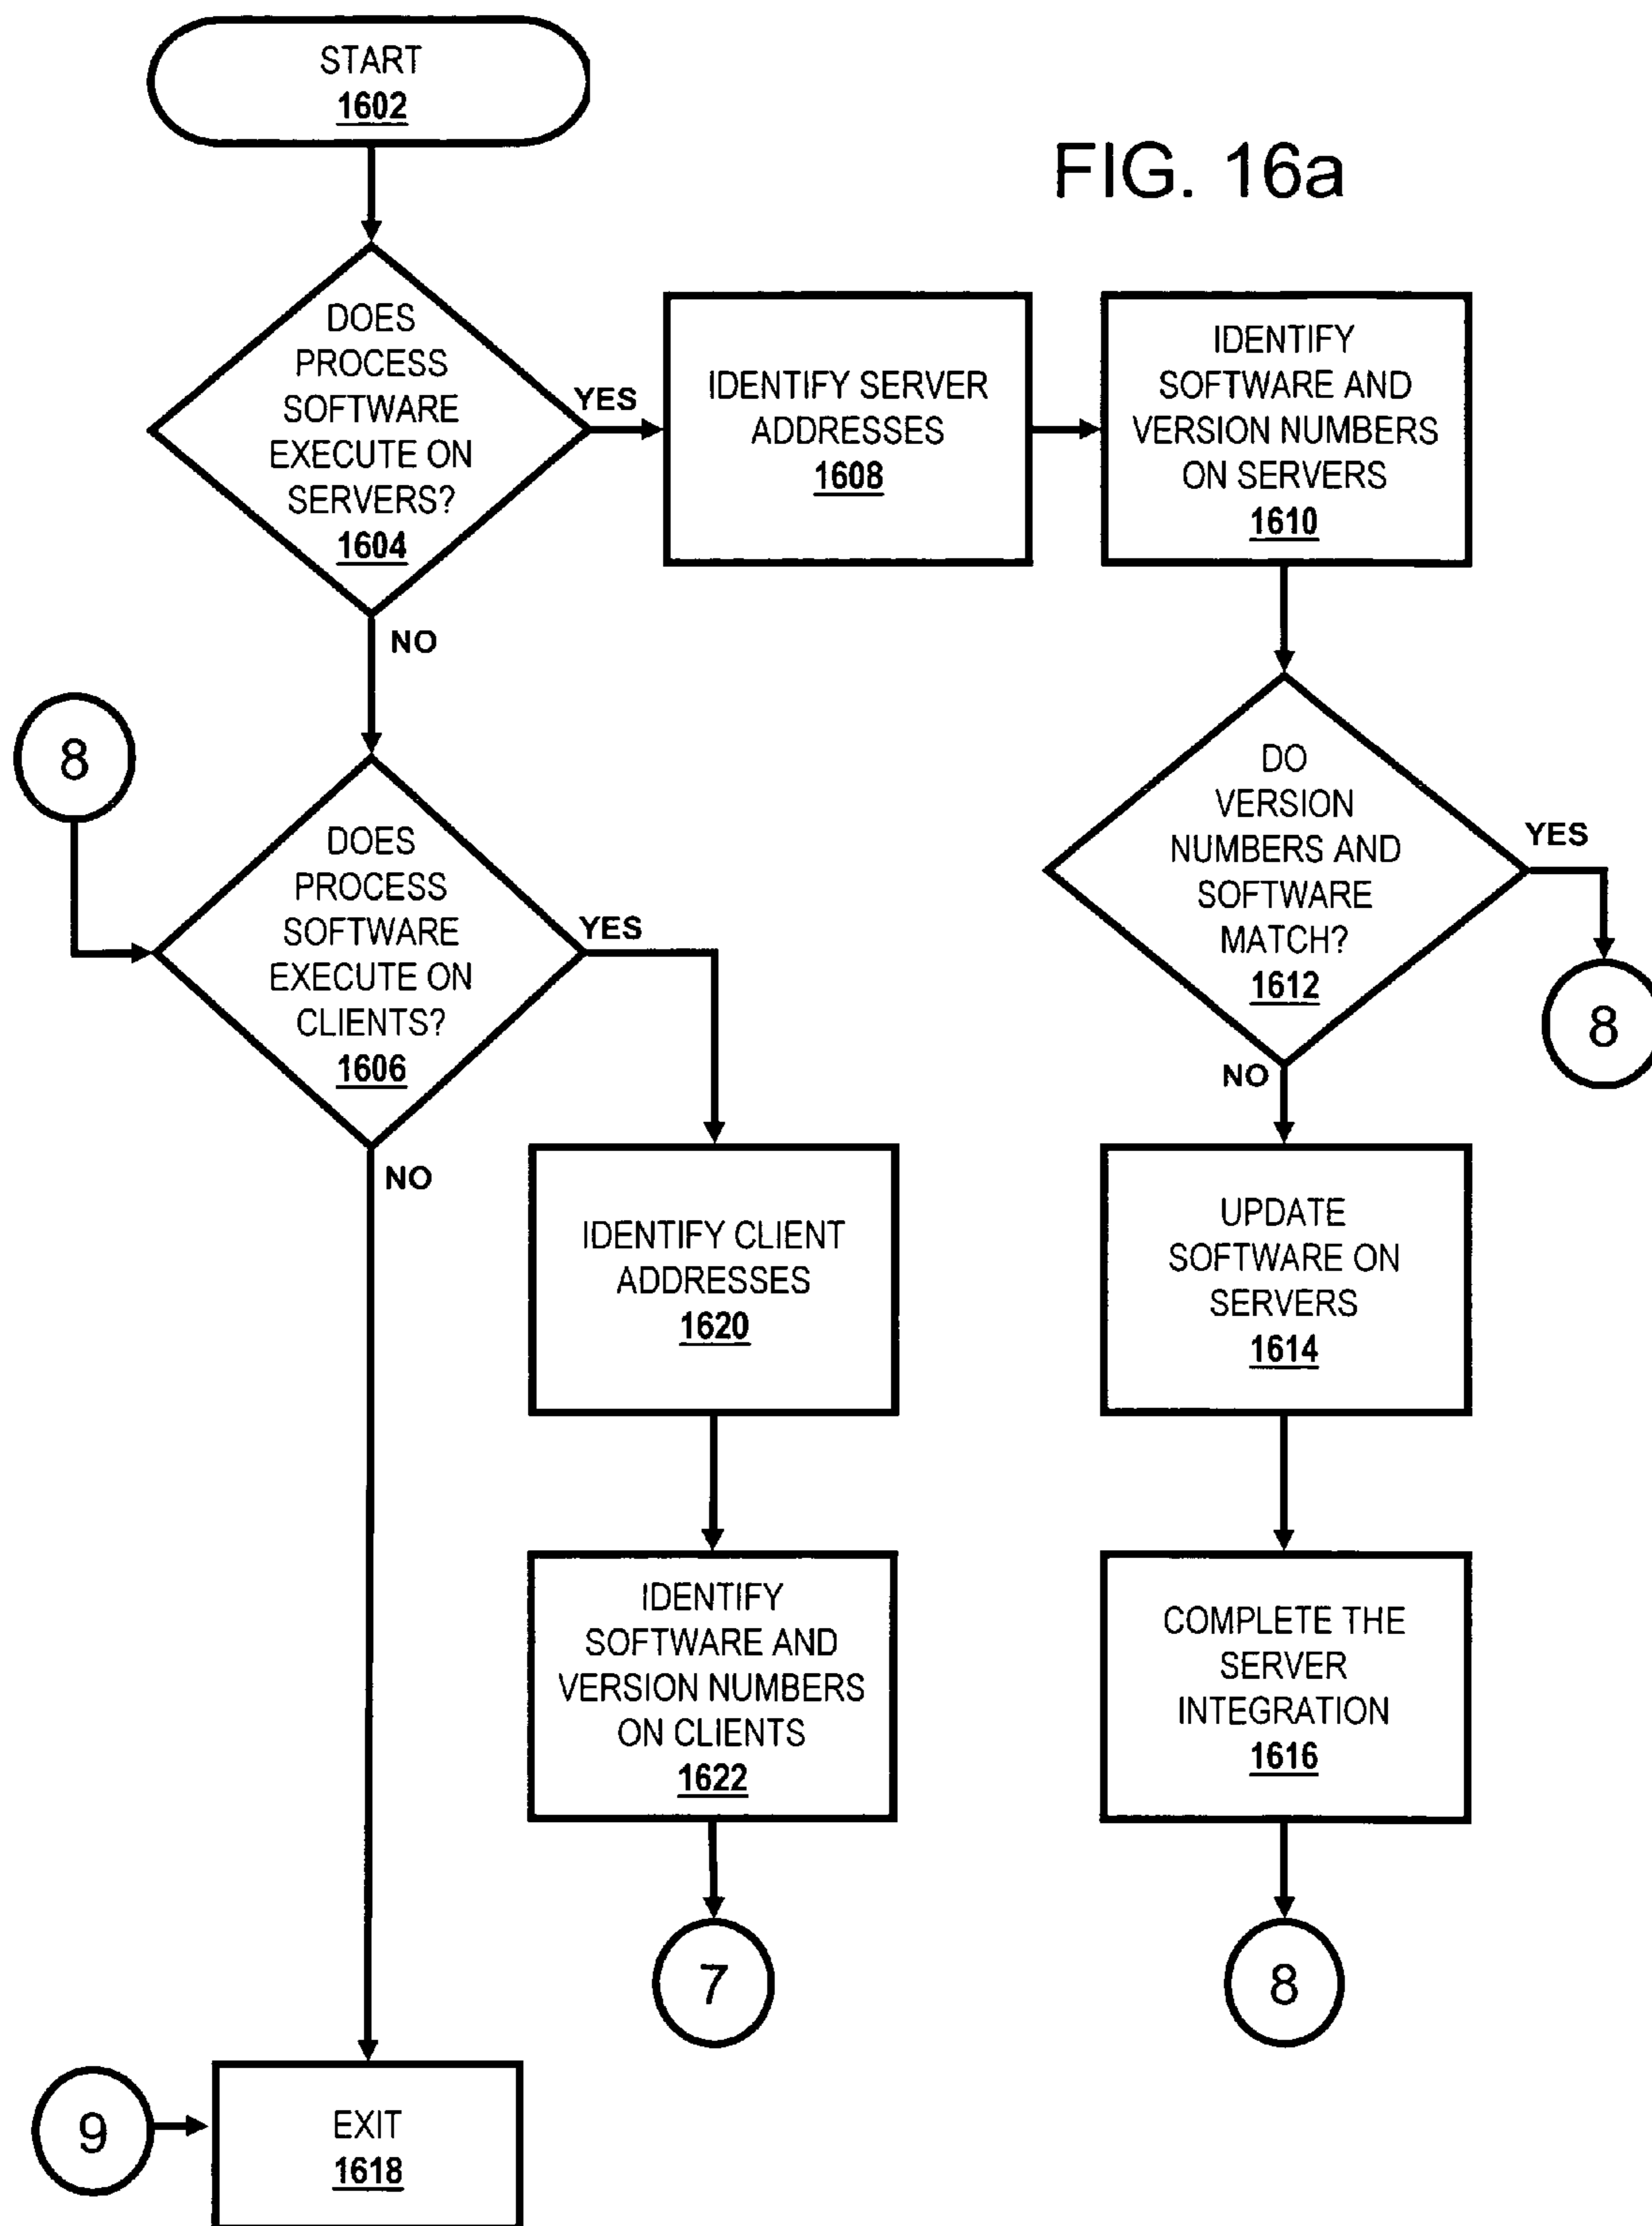 START
1602
FIG. 16a
DOES
PROCESS
SOFTWARE
EXECUTE ON
SERVERS?
1604
YES
IDENTIFY SERVER
ADDRESSES
1608
IDENTIFY
SOFTWARE AND
VERSION NUMBERS
ON SERVERS
1610
NO
8
DOES
PROCESS
SOFTWARE
EXECUTE ON
CLIENTS?
1606
YES
DO
VERSION
NUMBERS AND
SOFTWARE
MATCH?
1612
YES
8
NO
NO
IDENTIFY CLIENT
ADDRESSES
1620
UPDATE
SOFTWARE ON
SERVERS
1614
IDENTIFY
SOFTWARE AND
VERSION NUMBERS
ON CLIENTS
1622
COMPLETE THE
SERVER
INTEGRATION
1616
7
8
9
EXIT
1618